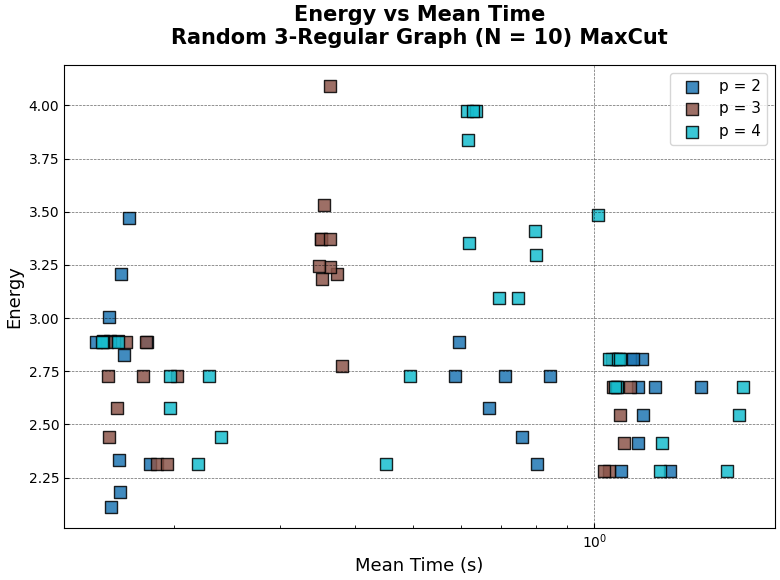 Energy vs Mean Time
Random 3-Regular Graph (N = 10) MaxCut
p = 2
p = 3
p = 4
4.00
3.75
3.50
3.25
3.00
2.75
2.50
2.25
Energy
10⁰
Mean Time (s)